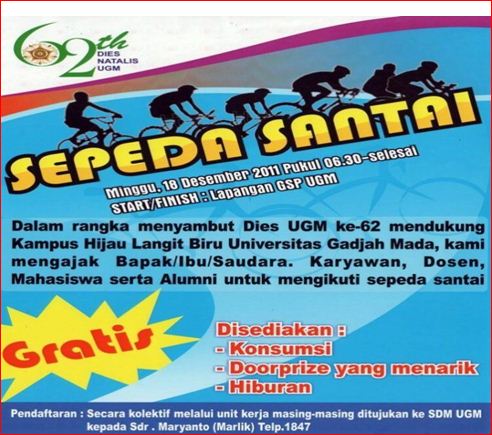 62th
DIES
NATALIS
UGM
SEPEDA SANTAI
Minggu, 18 Desember 2011 Pukul 06.30-selesai
START/FINISH : Lapangan GSP UGM
Dalam rangka menyambut Dies UGM ke-62 mendukung
Kampus Hijau Langit Biru Universitas Gadjah Mada, kami
mengajak Bapak/Ibu/Saudara. Karyawan, Dosen,
Mahasiswa serta Alumni untuk mengikuti sepeda santai
Gratis
Disediakan :
- Konsumsi
- Doorprize yang menarik
- Hiburan
Pendaftaran : Secara kolektif melalui unit kerja masing-masing ditujukan ke SDM UGM
kepada Sdr . Maryanto (Marlik) Telp.1847